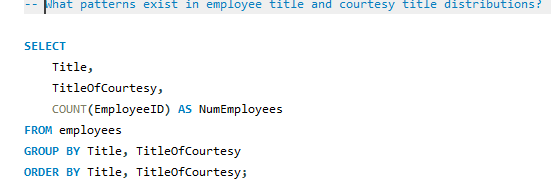 -- What patterns exist in employee title and courtesy title distributions?
SELECT
    Title,
    TitleOfCourtesy,
    COUNT(EmployeeID) AS NumEmployees
FROM employees
GROUP BY Title, TitleOfCourtesy
ORDER BY Title, TitleOfCourtesy;